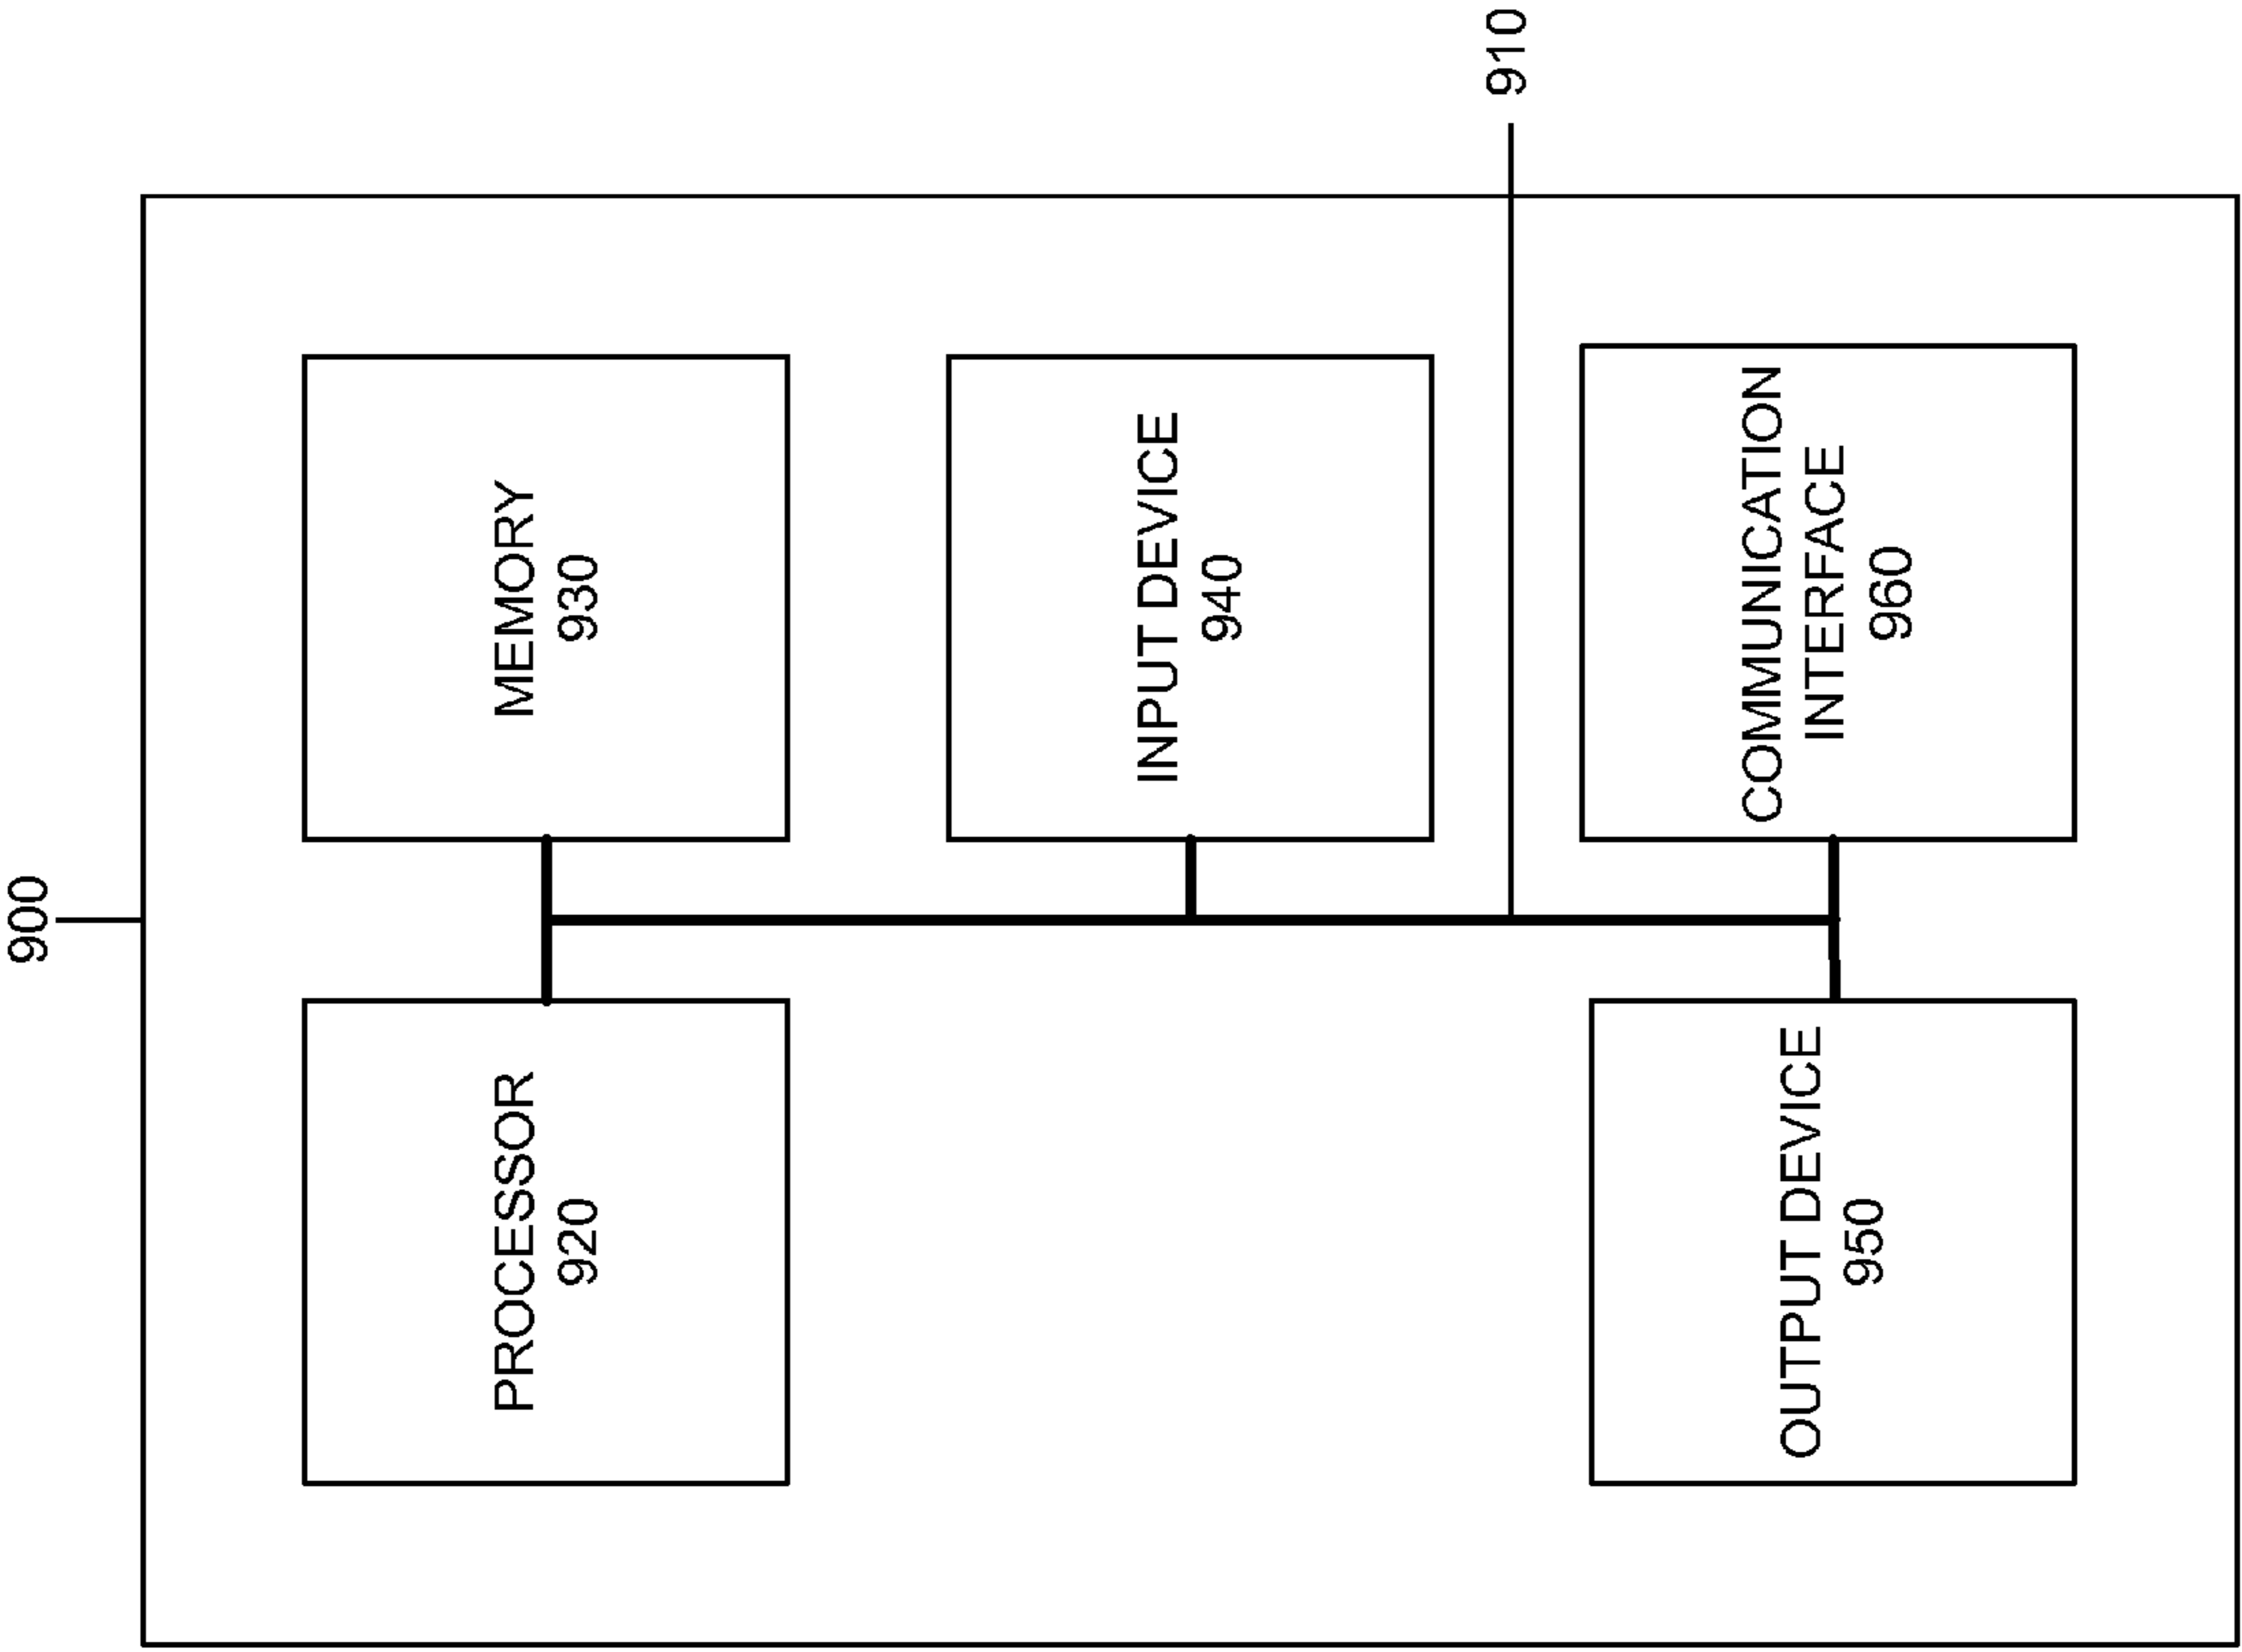 900
PROCESSOR
920
MEMORY
930
INPUT DEVICE
940
910
OUTPUT DEVICE
950
COMMUNICATION
INTERFACE
960